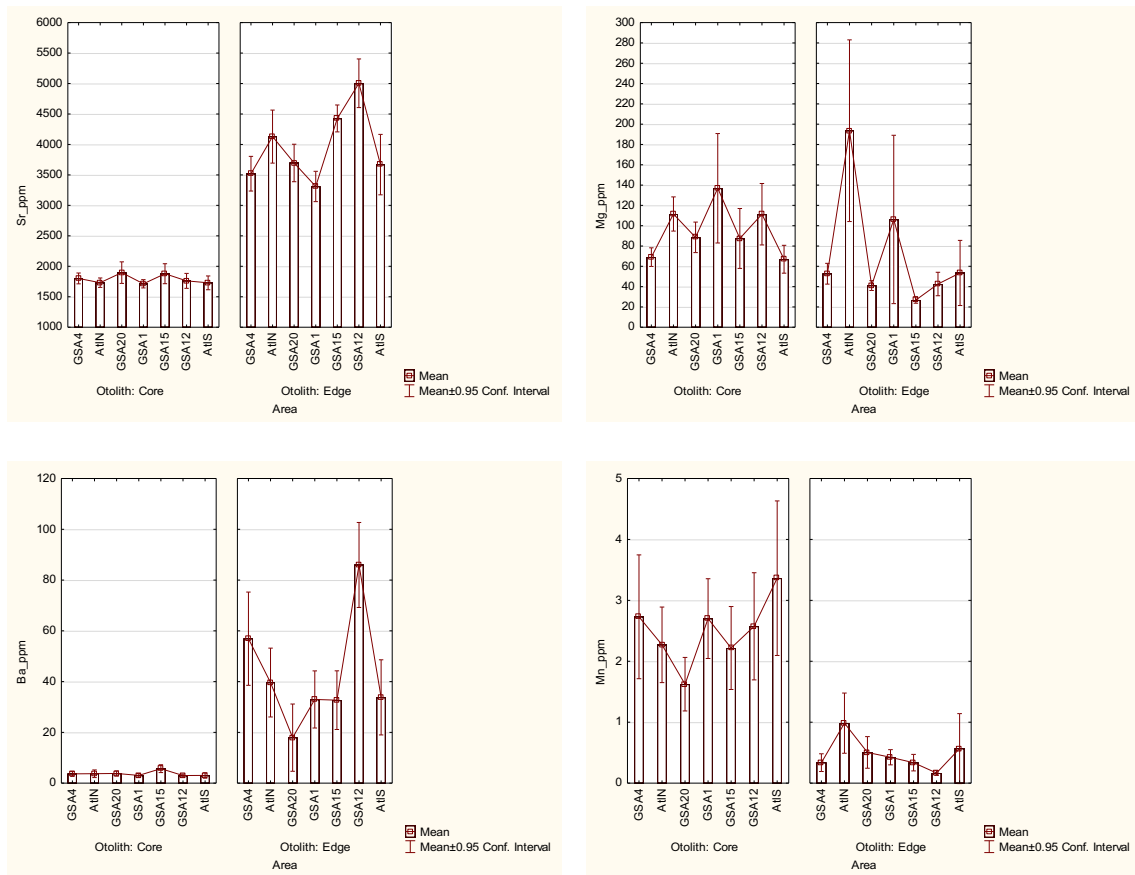 Sr_ppm
6000
5500
5000
4500
4000
3500
3000
2500
2000
1500
1000
GSA4 AtlN GSA20 GSA1 GSA15 GSA12 AtlS
GSA4 AtlN GSA20 GSA1 GSA15 GSA12 AtlS
Otolith: Core
Otolith: Edge
Area
Mean
Mean±0.95 Conf. Interval
Mg_ppm
300
280
260
240
220
200
180
160
140
120
100
80
60
40
20
0
GSA4 AtlN GSA20 GSA1 GSA15 GSA12 AtlS
GSA4 AtlN GSA20 GSA1 GSA15 GSA12 AtlS
Otolith: Core
Otolith: Edge
Area
Mean
Mean±0.95 Conf. Interval
Ba_ppm
120
100
80
60
40
20
0
GSA4 AtlN GSA20 GSA1 GSA15 GSA12 AtlS
GSA4 AtlN GSA20 GSA1 GSA15 GSA12 AtlS
Otolith: Core
Otolith: Edge
Area
Mean
Mean±0.95 Conf. Interval
Mn_ppm
5
4
3
2
1
0
GSA4 AtlN GSA20 GSA1 GSA15 GSA12 AtlS
GSA4 AtlN GSA20 GSA1 GSA15 GSA12 AtlS
Otolith: Core
Otolith: Edge
Area
Mean
Mean±0.95 Conf. Interval